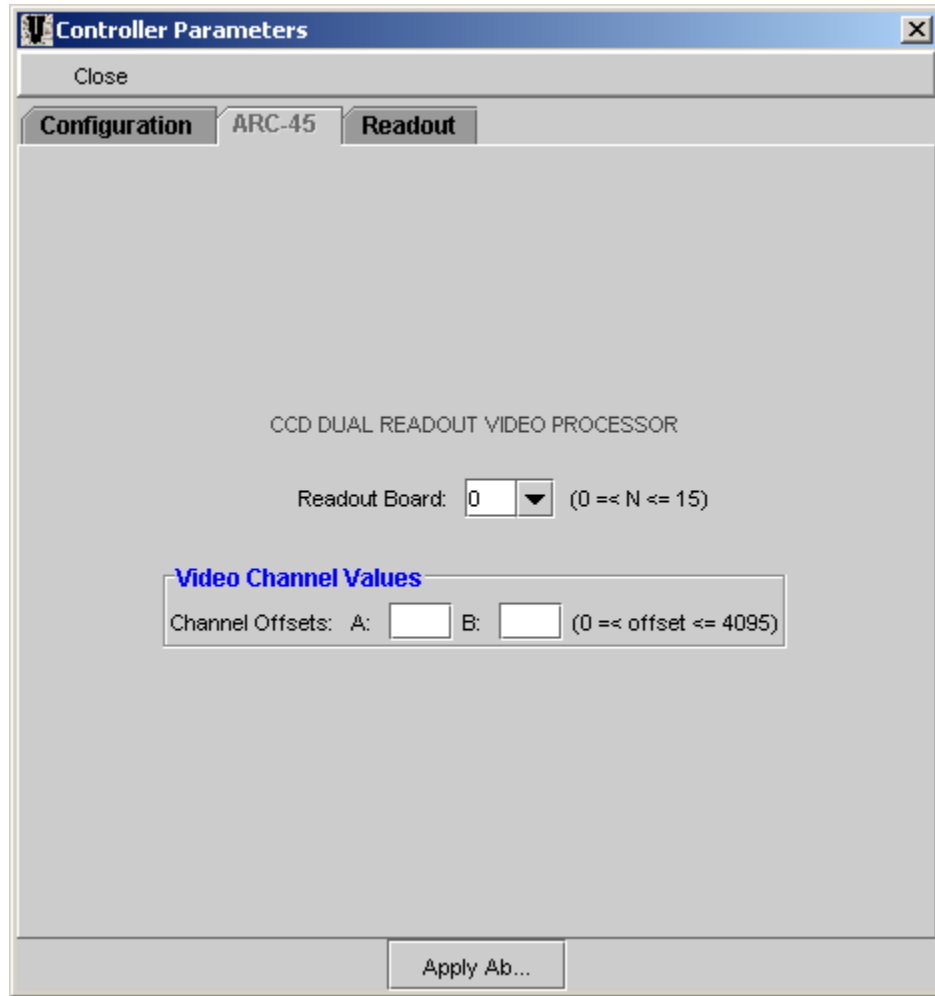 Controller Parameters
Close
Configuration ARC-45 Readout
CCD DUAL READOUT VIDEO PROCESSOR
Readout Board: 0 (0 =< N <= 15)
Video Channel Values
Channel Offsets: A: B: (0 =< offset <= 4095)
Apply Ab...